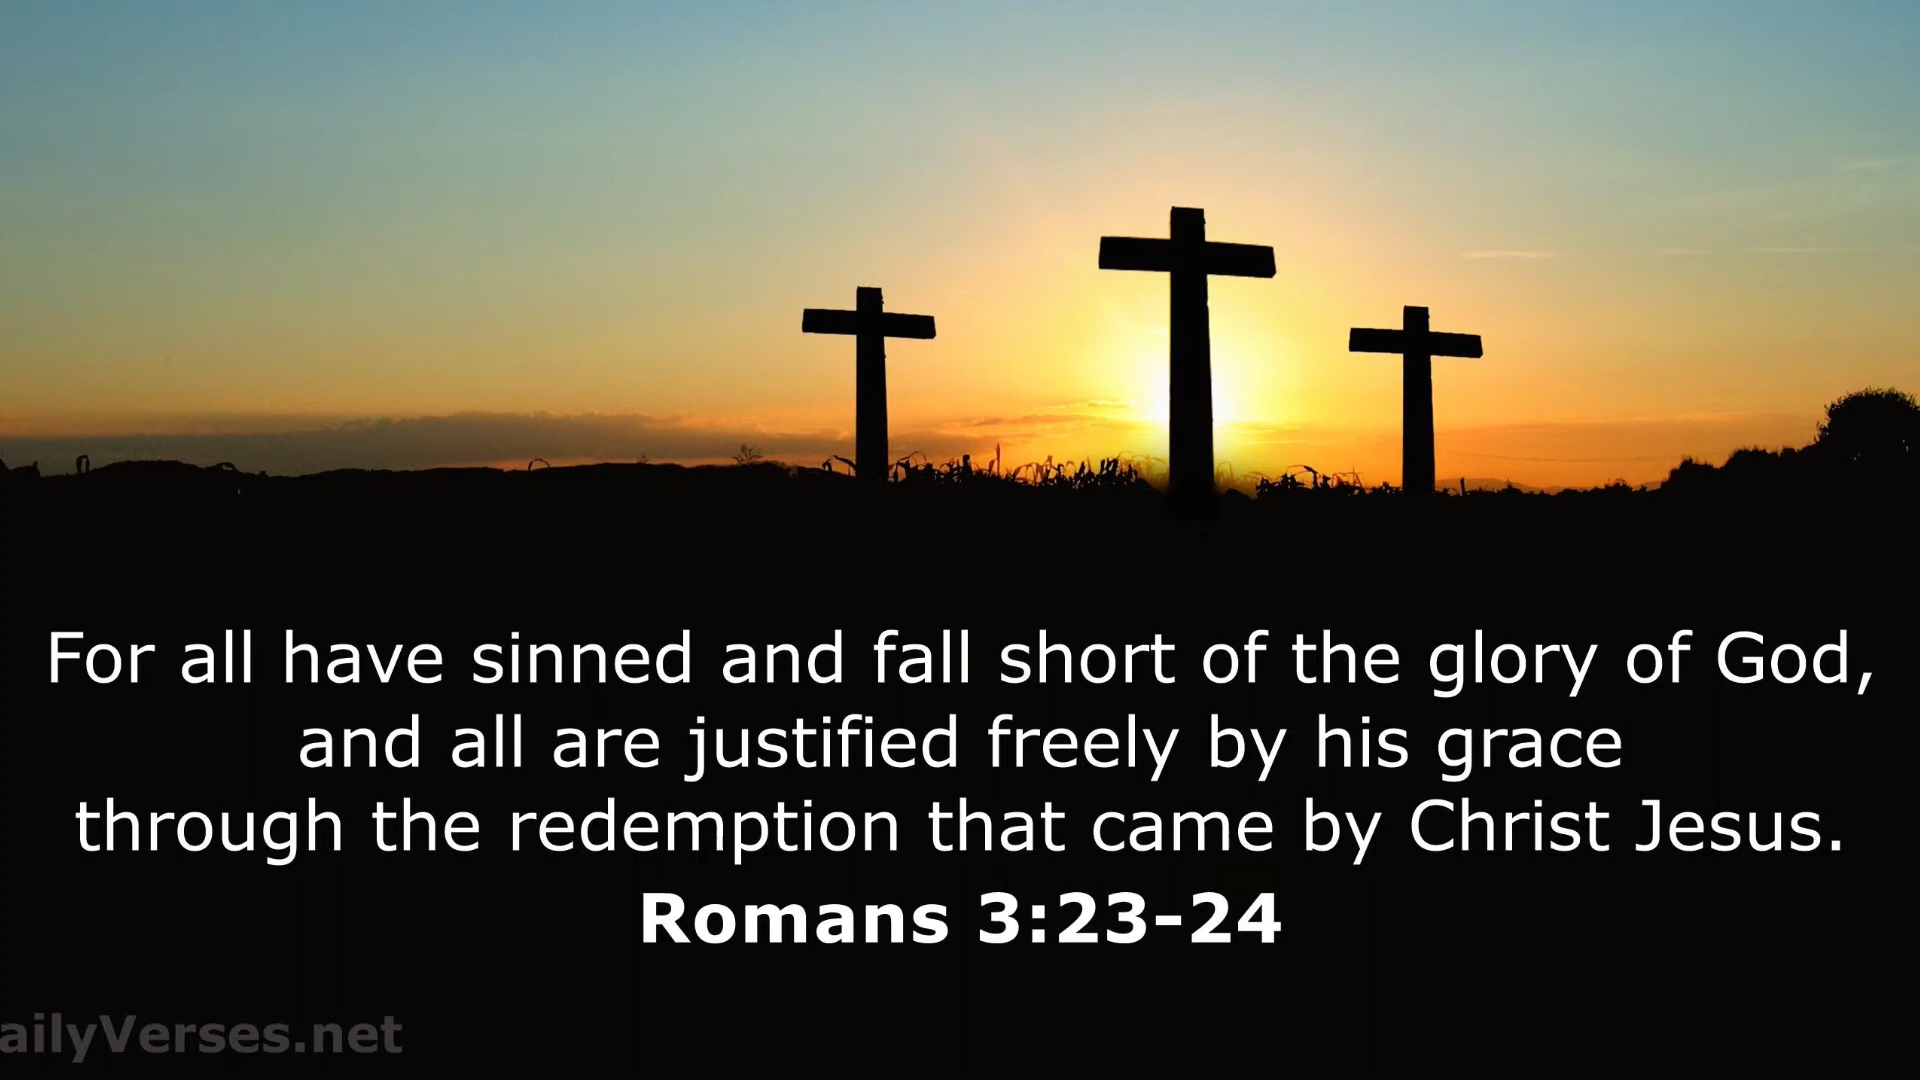 For all have sinned and fall short of the glory of God,
and all are justified freely by his grace
through the redemption that came by Christ Jesus.
Romans 3:23-24
ailyVerses.net